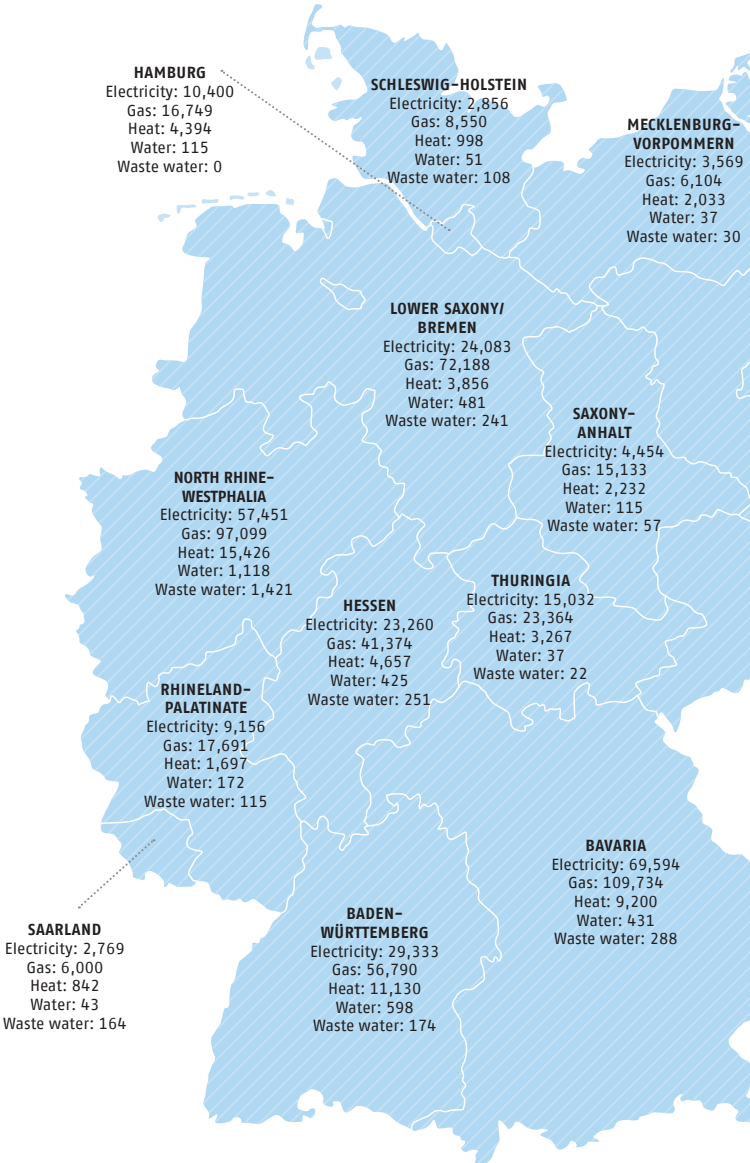 HAMBURG
Electricity: 10,400
Gas: 16,749
Heat: 4,394
Water: 115
Waste water: 0
SCHLESWIG-HOLSTEIN
Electricity: 2,856
Gas: 8,550
Heat: 998
Water: 51
Waste water: 108
MECKLENBURG-
VORPOMMERN
Electricity: 3,569
Gas: 6,104
Heat: 2,033
Water: 37
Waste water: 30
LOWER SAXONY/
BREMEN
Electricity: 24,083
Gas: 72,188
Heat: 3,856
Water: 481
Waste water: 241
SAXONY-
ANHALT
Electricity: 4,454
Gas: 15,133
Heat: 2,232
Water: 115
Waste water: 57
NORTH RHINE-
WESTPHALIA
Electricity: 57,451
Gas: 97,099
Heat: 15,426
Water: 1,118
Waste water: 1,421
HESSEN
Electricity: 23,260
Gas: 41,374
Heat: 4,657
Water: 425
Waste water: 251
THURINGIA
Electricity: 15,032
Gas: 23,364
Heat: 3,267
Water: 37
Waste water: 22
RHINELAND-
PALATINATE
Electricity: 9,156
Gas: 17,691
Heat: 1,697
Water: 172
Waste water: 115
BAVARIA
Electricity: 69,594
Gas: 109,734
Heat: 9,200
Water: 431
Waste water: 288
SAARLAND
Electricity: 2,769
Gas: 6,000
Heat: 842
Water: 43
Waste water: 164
BADEN-
WÜRTTEMBERG
Electricity: 29,333
Gas: 56,790
Heat: 11,130
Water: 598
Waste water: 174